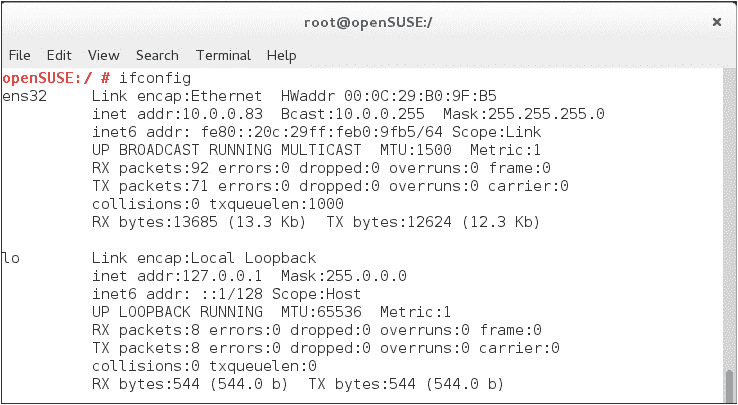 root@openSUSE:/ ×
File Edit View Search Terminal Help
openSUSE:/ # ifconfig
ens32     Link encap:Ethernet  HWaddr 00:0C:29:B0:9F:B5
          inet addr:10.0.0.83  Bcast:10.0.0.255  Mask:255.255.255.0
          inet6 addr: fe80::20c:29ff:feb0:9fb5/64 Scope:Link
          UP BROADCAST RUNNING MULTICAST  MTU:1500  Metric:1
          RX packets:92 errors:0 dropped:0 overruns:0 frame:0
          TX packets:71 errors:0 dropped:0 overruns:0 carrier:0
          collisions:0 txqueuelen:1000
          RX bytes:13685 (13.3 Kb)  TX bytes:12624 (12.3 Kb)

lo        Link encap:Local Loopback
          inet addr:127.0.0.1  Mask:255.0.0.0
          inet6 addr: ::1/128 Scope:Host
          UP LOOPBACK RUNNING  MTU:65536  Metric:1
          RX packets:8 errors:0 dropped:0 overruns:0 frame:0
          TX packets:8 errors:0 dropped:0 overruns:0 carrier:0
          collisions:0 txqueuelen:0
          RX bytes:544 (544.0 b)  TX bytes:544 (544.0 b)